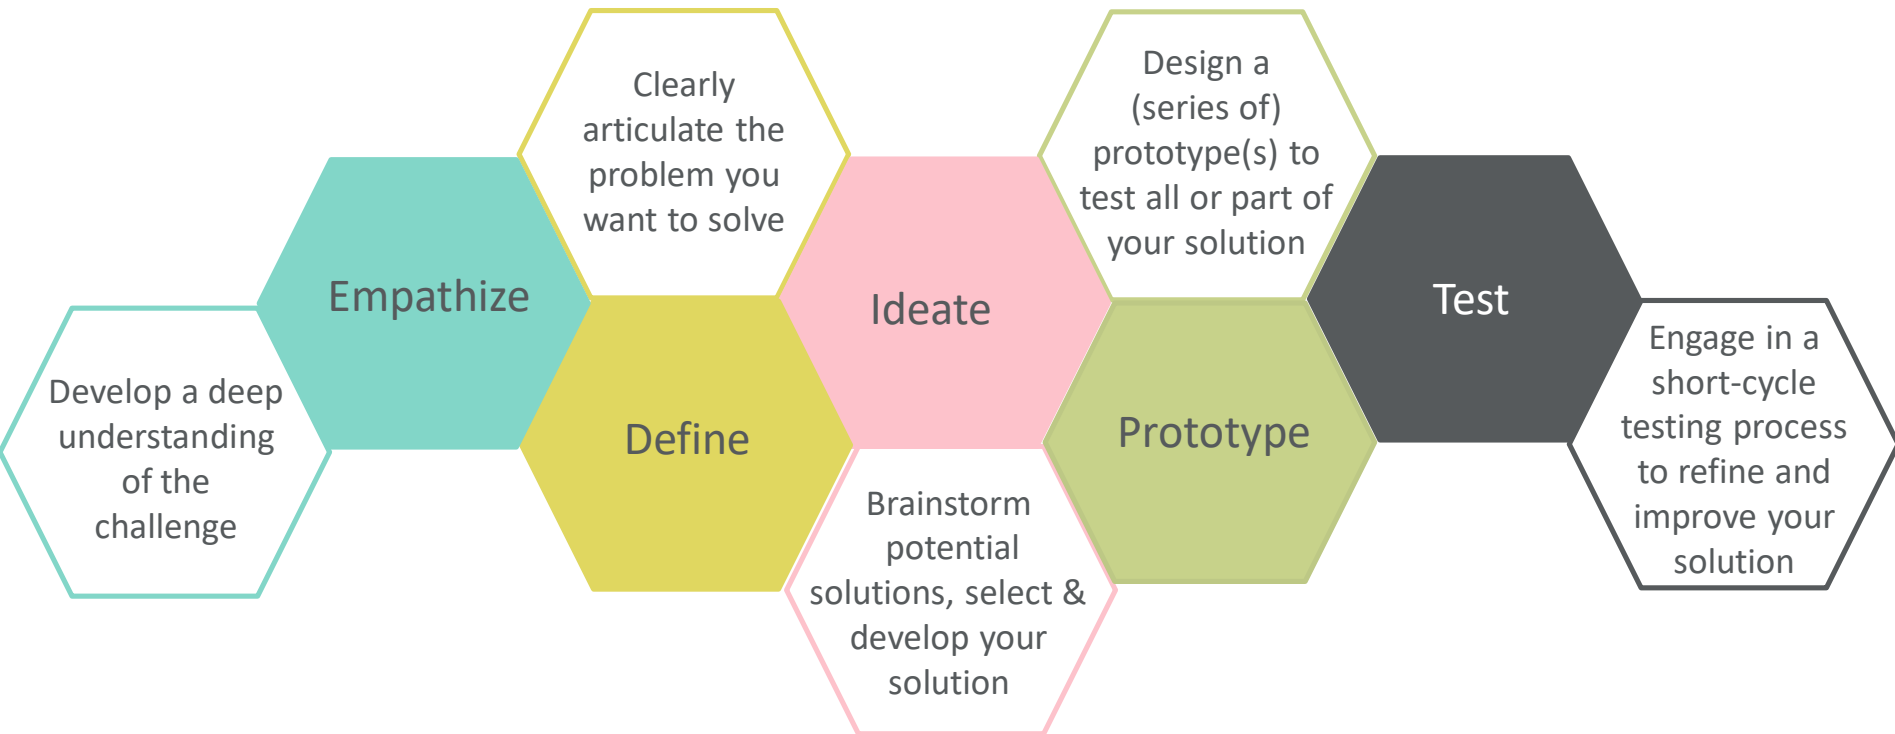 Empathize
Develop a deep
understanding
of the
challenge
Define
Clearly
articulate the
problem you
want to solve
Ideate
Brainstorm
potential
solutions, select &
develop your
solution
Prototype
Design a
(series of)
prototype(s) to
test all or part of
your solution
Test
Engage in a
short-cycle
testing process
to refine and
improve your
solution